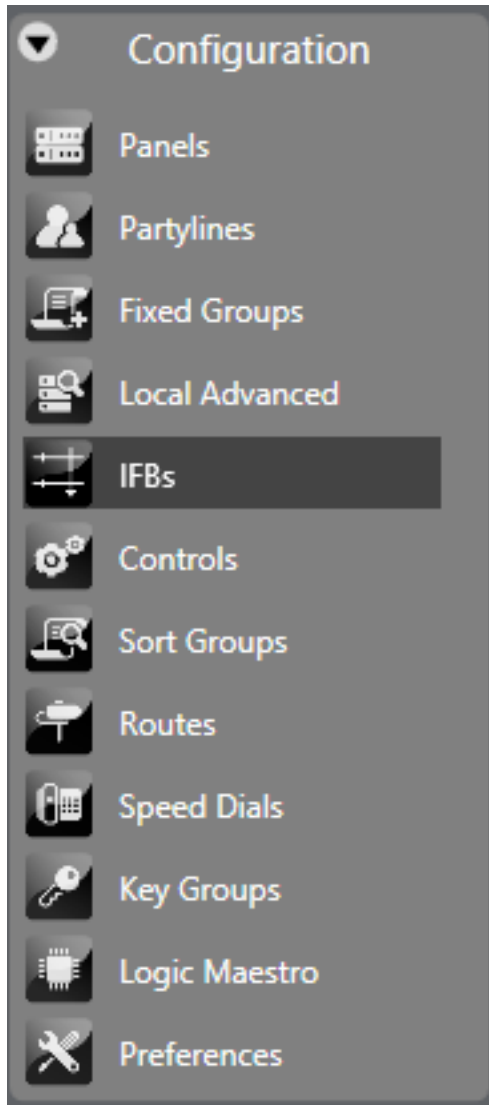 Configuration
Panels
Partylines
Fixed Groups
Local Advanced
IFBs
Controls
Sort Groups
Routes
Speed Dials
Key Groups
Logic Maestro
Preferences